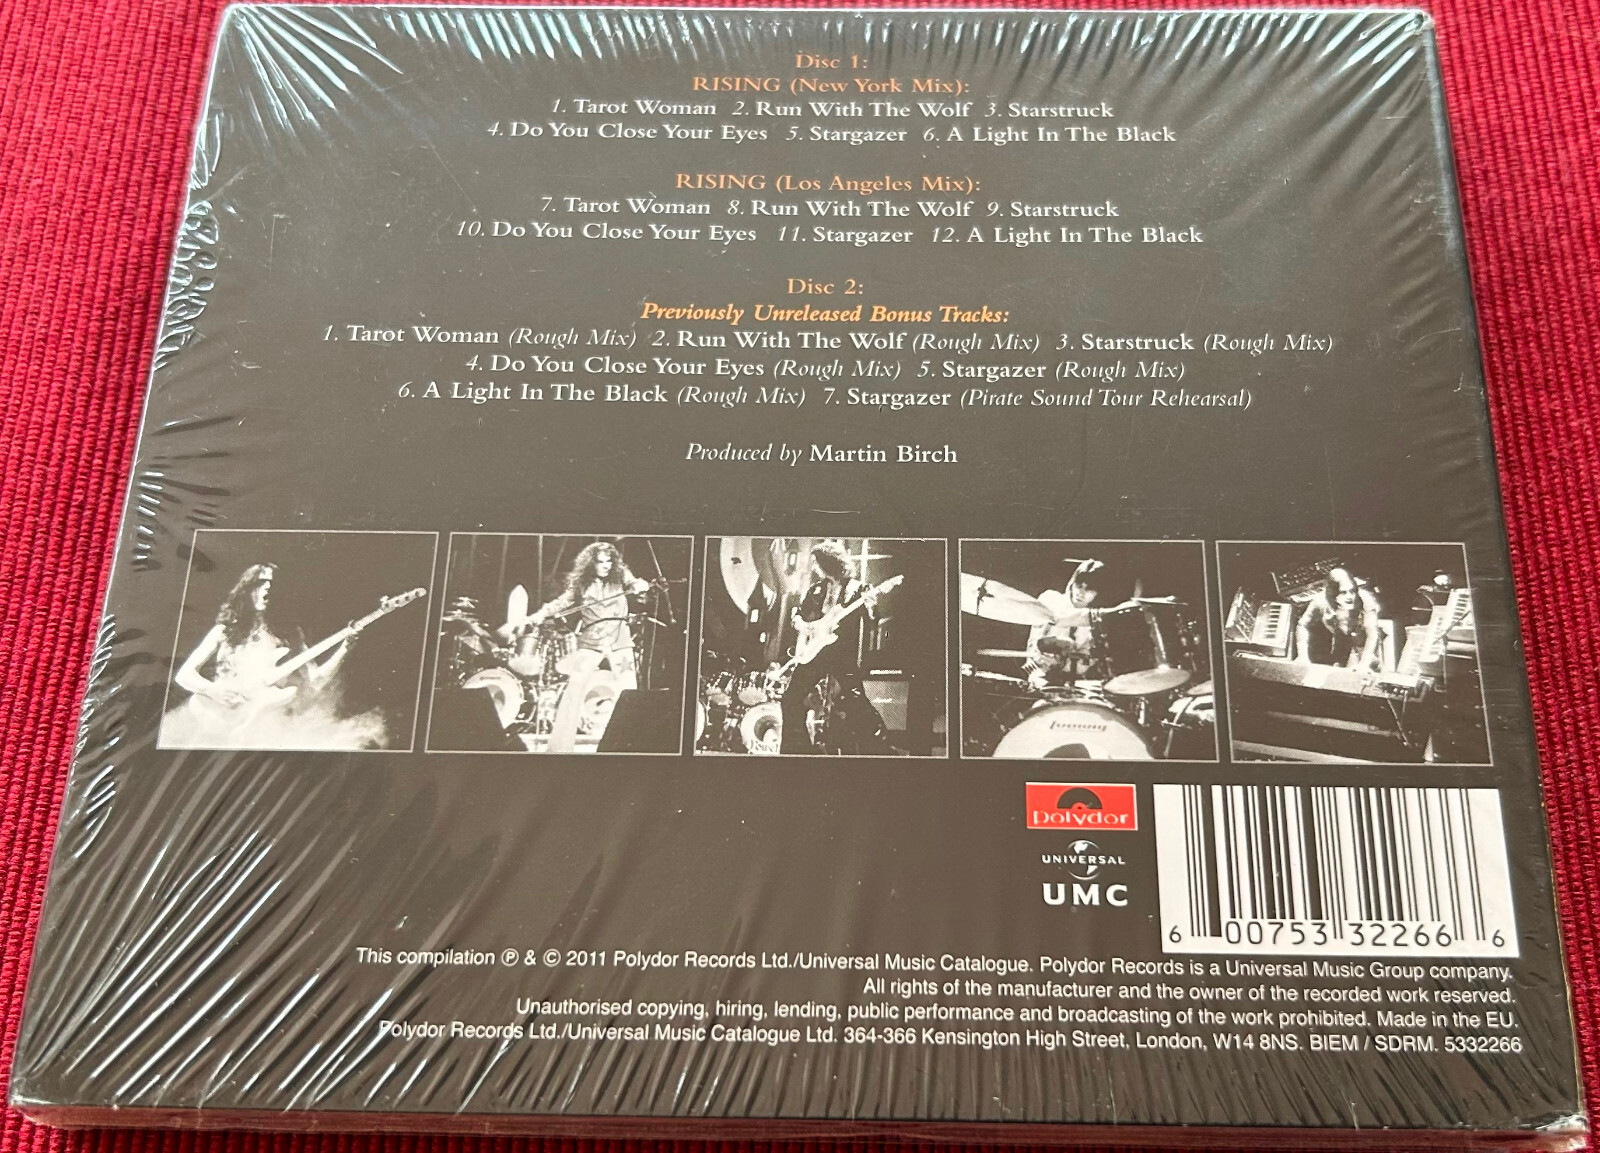 Disc 1:
RISING (New York Mix):
1. Tarot Woman 2. Run With The Wolf 3. Starstruck
4. Do You Close Your Eyes 5. Stargazer 6. A Light In The Black
RISING (Los Angeles Mix):
7. Tarot Woman 8. Run With The Wolf 9. Starstruck
10. Do You Close Your Eyes 11. Stargazer 12. A Light In The Black
Disc 2:
Previously Unreleased Bonus Tracks:
1. Tarot Woman (Rough Mix) 2. Run With The Wolf (Rough Mix) 3. Starstruck (Rough Mix)
4. Do You Close Your Eyes (Rough Mix) 5. Stargazer (Rough Mix)
6. A Light In The Black (Rough Mix) 7. Stargazer (Pirate Sound Tour Rehearsal)
Produced by Martin Birch
Ludwig
polydor
UNIVERSAL
UMC
6 00753 32266 6
This compilation ℗ & © 2011 Polydor Records Ltd./Universal Music Catalogue. Polydor Records is a Universal Music Group company.
All rights of the manufacturer and the owner of the recorded work reserved.
Unauthorised copying, hiring, lending, public performance and broadcasting of the work prohibited. Made in the EU.
Polydor Records Ltd./Universal Music Catalogue Ltd. 364-366 Kensington High Street, London, W14 8NS. BIEM / SDRM. 5332266